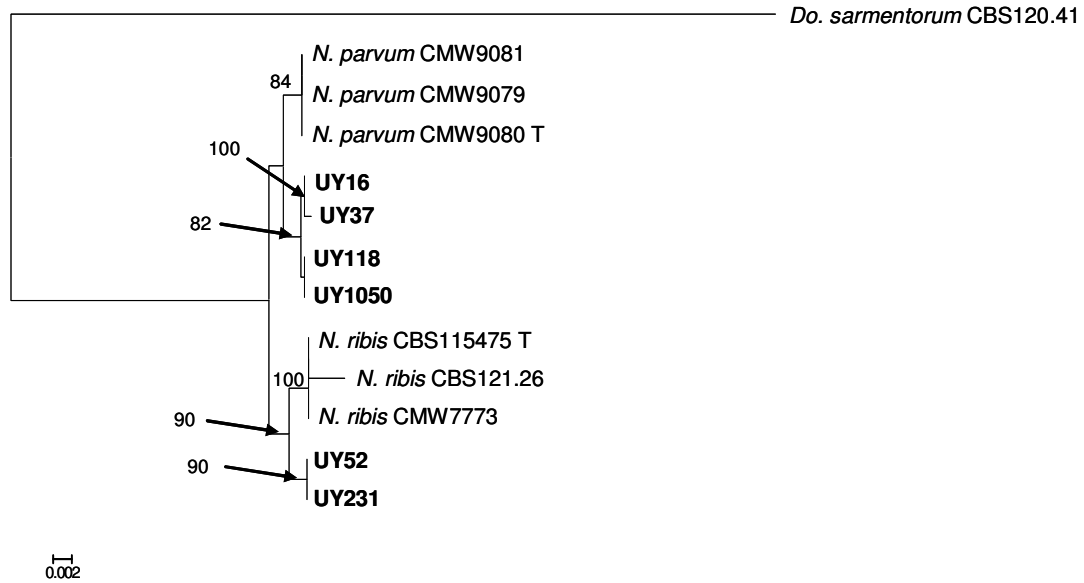 Do. sarmentorum CBS120.41
N. parvum CMW9081
84
N. parvum CMW9079
N. parvum CMW9080 T
100
UY16
UY37
82
UY118
UY1050
N. ribis CBS115475 T
100
N. ribis CBS121.26
N. ribis CMW7773
90
UY52
90
UY231
0.002